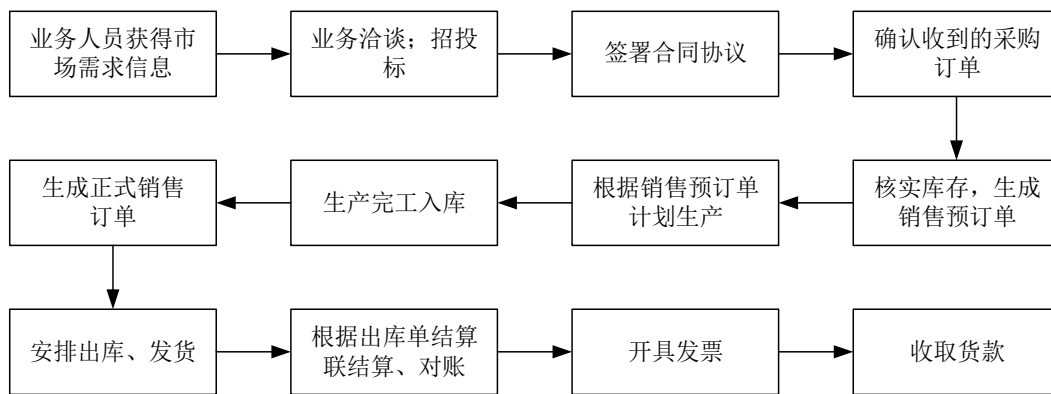 业务人员获得市
场需求信息
业务洽谈；招投
标
签署合同协议
确认收到的采购
订单
生成正式销售
订单
生产完工入库
根据销售预订单
计划生产
核实库存，生成
销售预订单
安排出库、发货
根据出库单结算
联结算、对账
开具发票
收取货款